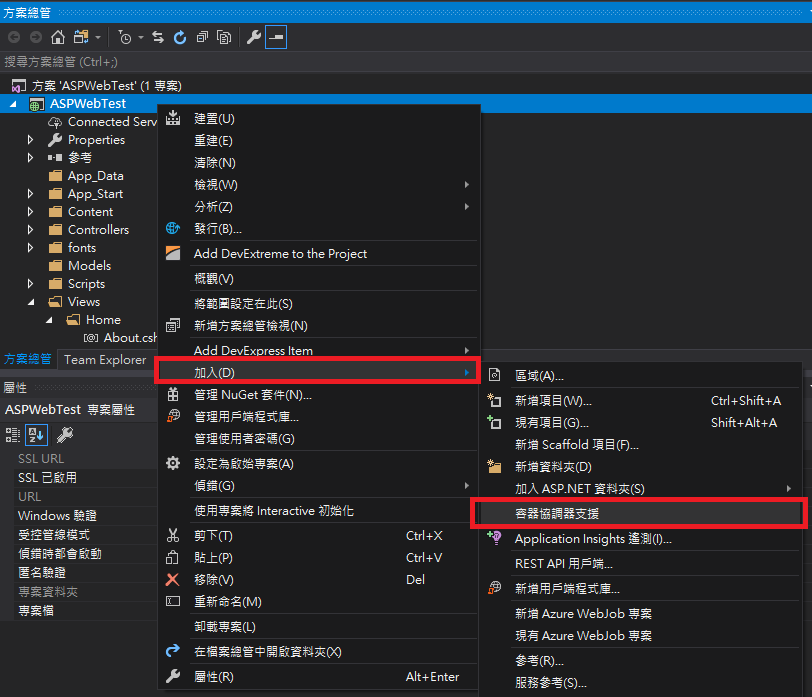 方案總管
搜尋方案總管 (Ctrl+;)
方案 'ASPWebTest' (1 專案)
ASPWebTest
Connected Serv
Properties
參考
App_Data
App_Start
Content
Controllers
fonts
Models
Scripts
Views
Home
About.csh
方案總管
Team Explorer
屬性
ASPWebTest 專案屬性
SSL URL
SSL 已啟用
URL
Windows 驗證
受控管線模式
偵錯時都會啟動
匿名驗證
專案資料夾
專案檔
建置(U)
重建(E)
清除(N)
檢視(W)
分析(Z)
發行(B)...
Add DevExtreme to the Project
概觀(V)
將範圍設定在此(S)
新增方案總管檢視(N)
Add DevExpress Item
加入(D)
管理 NuGet 套件(N)...
管理用戶端程式庫...
管理使用者密碼(G)
設定為啟始專案(A)
偵錯(G)
使用專案將 Interactive 初始化
剪下(T) Ctrl+X
貼上(P) Ctrl+V
移除(V) Del
重新命名(M)
卸載專案(L)
在檔案總管中開啟資料夾(X)
屬性(R) Alt+Enter
區域(A)...
新增項目(W)... Ctrl+Shift+A
現有項目(G)... Shift+Alt+A
新增 Scaffold 項目(F)...
新增資料夾(D)
加入 ASP.NET 資料夾(S)
容器協調器支援
Application Insights 遙測(I)...
REST API 用戶端...
新增用戶端程式庫...
新增 Azure WebJob 專案
現有 Azure WebJob 專案
參考(R)...
服務參考(S)...